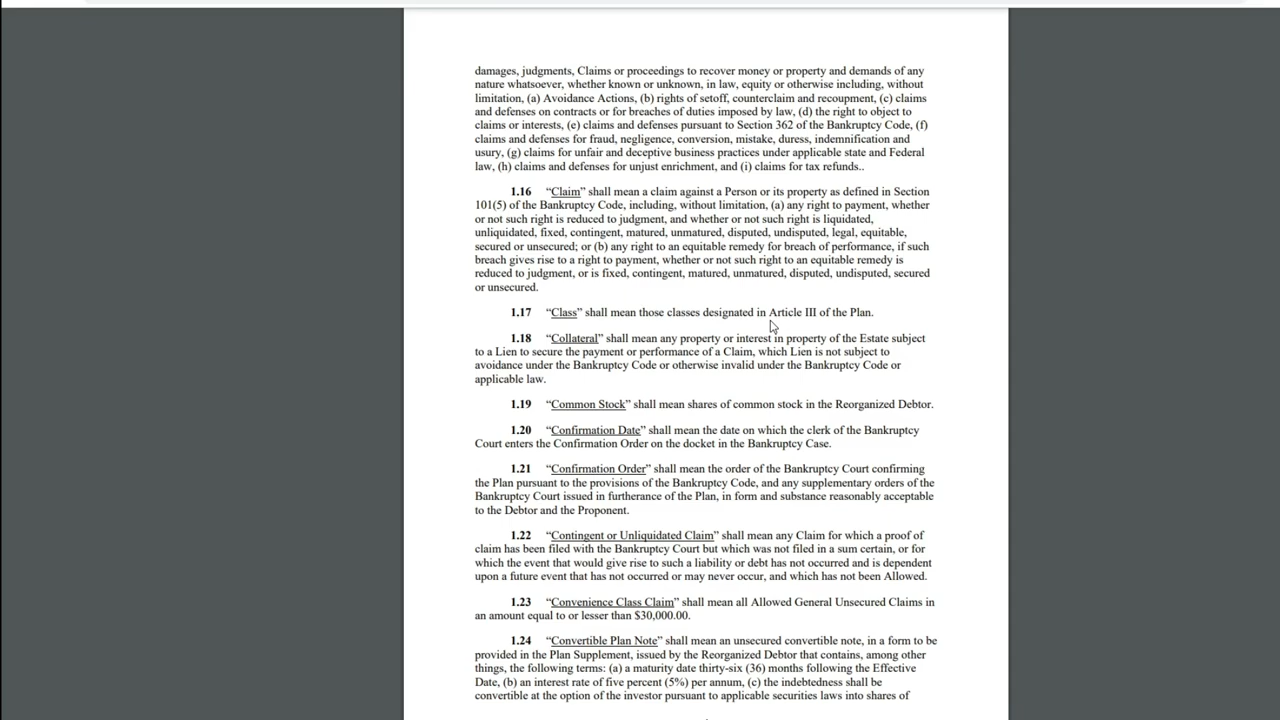 damages, judgments, Claims or proceedings to recover money or property and demands of any
nature whatsoever, whether known or unknown, in law, equity or otherwise including, without
limitation, (a) Avoidance Actions, (b) rights of setoff, counterclaim and recoupment, (c) claims
and defenses on contracts or for breaches of duties imposed by law, (d) the right to object to
claims or interests, (e) claims and defenses pursuant to Section 362 of the Bankruptcy Code, (f)
claims and defenses for fraud, negligence, conversion, mistake, duress, indemnification and
usury, (g) claims for unfair and deceptive business practices under applicable state and Federal
law, (h) claims and defenses for unjust enrichment, and (i) claims for tax refunds..
1.16 “Claim” shall mean a claim against a Person or its property as defined in Section
101(5) of the Bankruptcy Code, including, without limitation, (a) any right to payment, whether
or not such right is reduced to judgment, and whether or not such right is liquidated,
unliquidated, fixed, contingent, matured, unmatured, disputed, undisputed, legal, equitable,
secured or unsecured; or (b) any right to an equitable remedy for breach of performance, if such
breach gives rise to a right to payment, whether or not such right to an equitable remedy is
reduced to judgment, or is fixed, contingent, matured, unmatured, disputed, undisputed, secured
or unsecured.
1.17 “Class” shall mean those classes designated in Article III of the Plan.
1.18 “Collateral” shall mean any property or interest in property of the Estate subject
to a Lien to secure the payment or performance of a Claim, which Lien is not subject to
avoidance under the Bankruptcy Code or otherwise invalid under the Bankruptcy Code or
applicable law.
1.19 “Common Stock” shall mean shares of common stock in the Reorganized Debtor.
1.20 “Confirmation Date” shall mean the date on which the clerk of the Bankruptcy
Court enters the Confirmation Order on the docket in the Bankruptcy Case.
1.21 “Confirmation Order” shall mean the order of the Bankruptcy Court confirming
the Plan pursuant to the provisions of the Bankruptcy Code, and any supplementary orders of the
Bankruptcy Court issued in furtherance of the Plan, in form and substance reasonably acceptable
to the Debtor and the Proponent.
1.22 “Contingent or Unliquidated Claim” shall mean any Claim for which a proof of
claim has been filed with the Bankruptcy Court but which was not filed in a sum certain, or for
which the event that would give rise to such a liability or debt has not occurred and is dependent
upon a future event that has not occurred or may never occur, and which has not been Allowed.
1.23 “Convenience Class Claim” shall mean all Allowed General Unsecured Claims in
an amount equal to or lesser than $30,000.00.
1.24 “Convertible Plan Note” shall mean an unsecured convertible note, in a form to be
provided in the Plan Supplement, issued by the Reorganized Debtor that contains, among other
things, the following terms: (a) a maturity date thirty-six (36) months following the Effective
Date, (b) an interest rate of five percent (5%) per annum, (c) the indebtedness shall be
convertible at the option of the investor pursuant to applicable securities laws into shares of